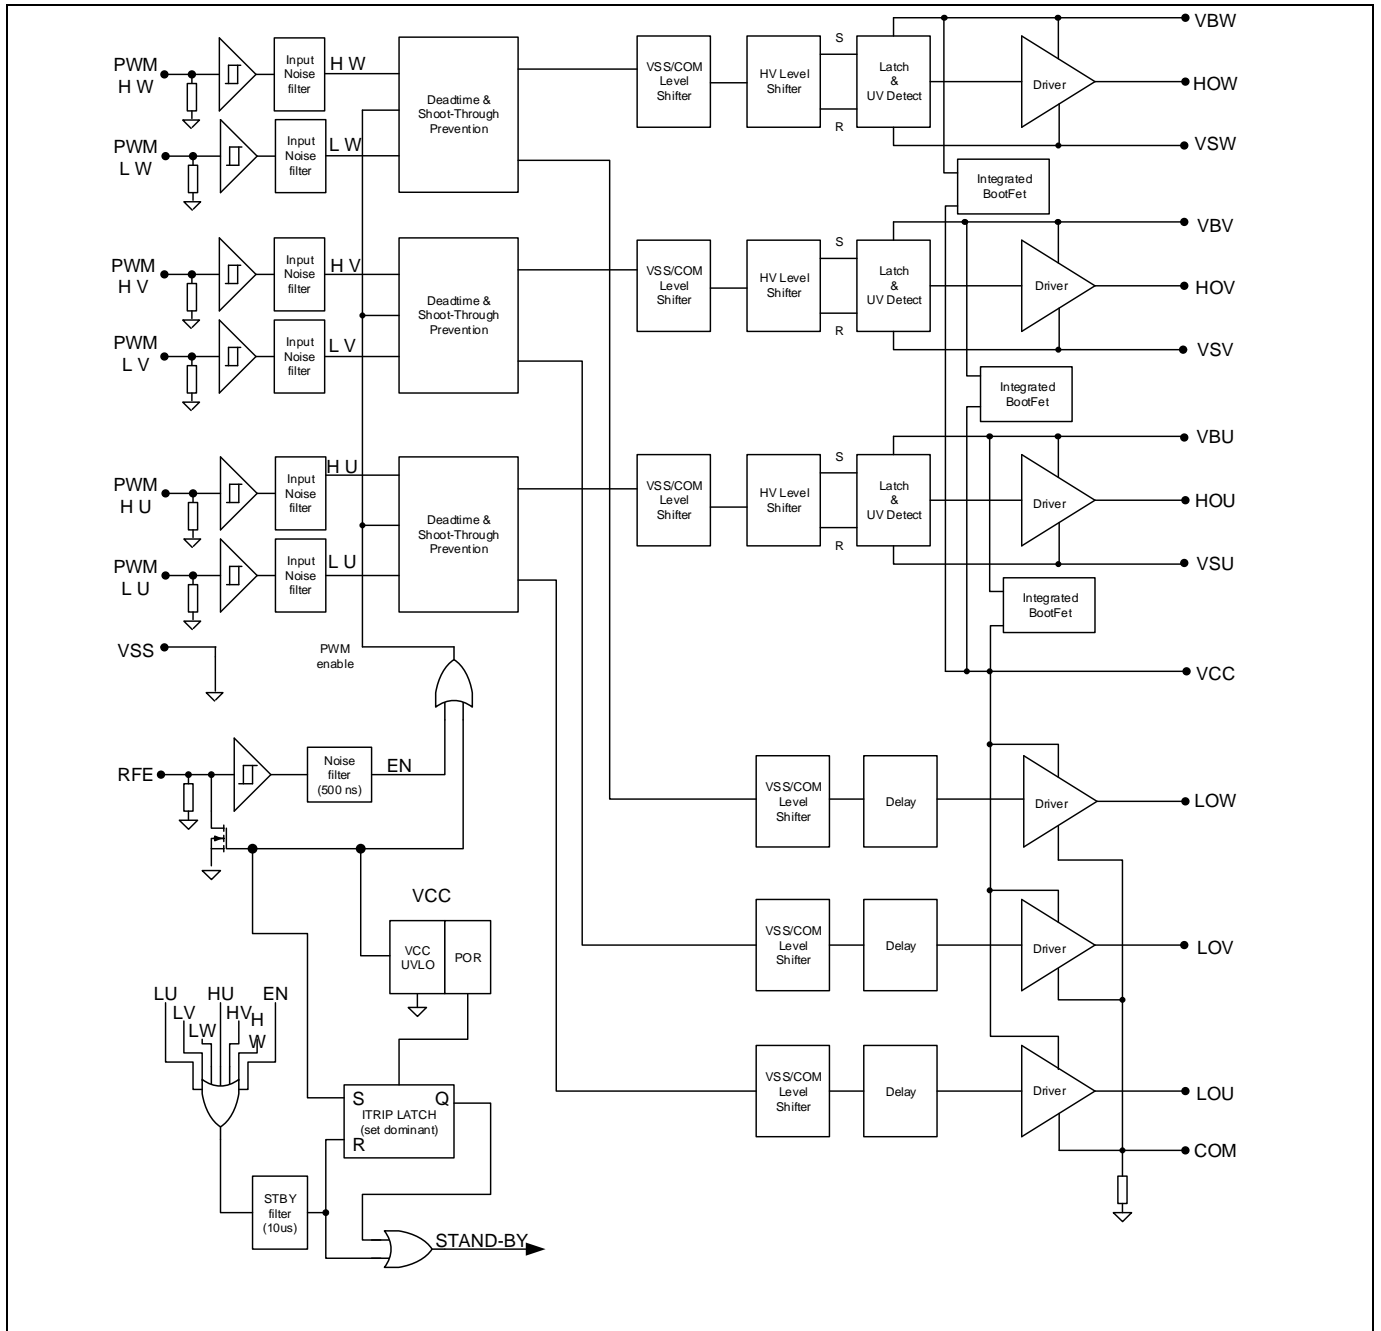 PWM
H W
Input
Noise
filter
H W
PWM
L W
Input
Noise
filter
L W
Deadtime &
Shoot-Through
Prevention
VSS/COM
Level
Shifter
HV Level
Shifter
S
R
Latch
&
UV Detect
Driver
VBW
HOW
VSW
Integrated
BootFet
PWM
H V
Input
Noise
filter
H V
PWM
L V
Input
Noise
filter
L V
Deadtime &
Shoot-Through
Prevention
VSS/COM
Level
Shifter
HV Level
Shifter
S
R
Latch
&
UV Detect
Driver
VBV
HOV
VSV
Integrated
BootFet
PWM
H U
Input
Noise
filter
H U
PWM
L U
Input
Noise
filter
L U
Deadtime &
Shoot-Through
Prevention
VSS/COM
Level
Shifter
HV Level
Shifter
S
R
Latch
&
UV Detect
Driver
VBU
HOU
VSU
Integrated
BootFet
VSS
PWM
enable
VCC
RFE
Noise
filter
(500 ns)
EN
VSS/COM
Level
Shifter
Delay
Driver
LOW
VCC
VCC
UVLO
POR
VSS/COM
Level
Shifter
Delay
Driver
LOV
LU
LV
LW
HU
HV
H
W
EN
S
Q
ITRIP LATCH
(set dominant)
R
VSS/COM
Level
Shifter
Delay
Driver
LOU
COM
STBY
filter
(10us)
STAND-BY